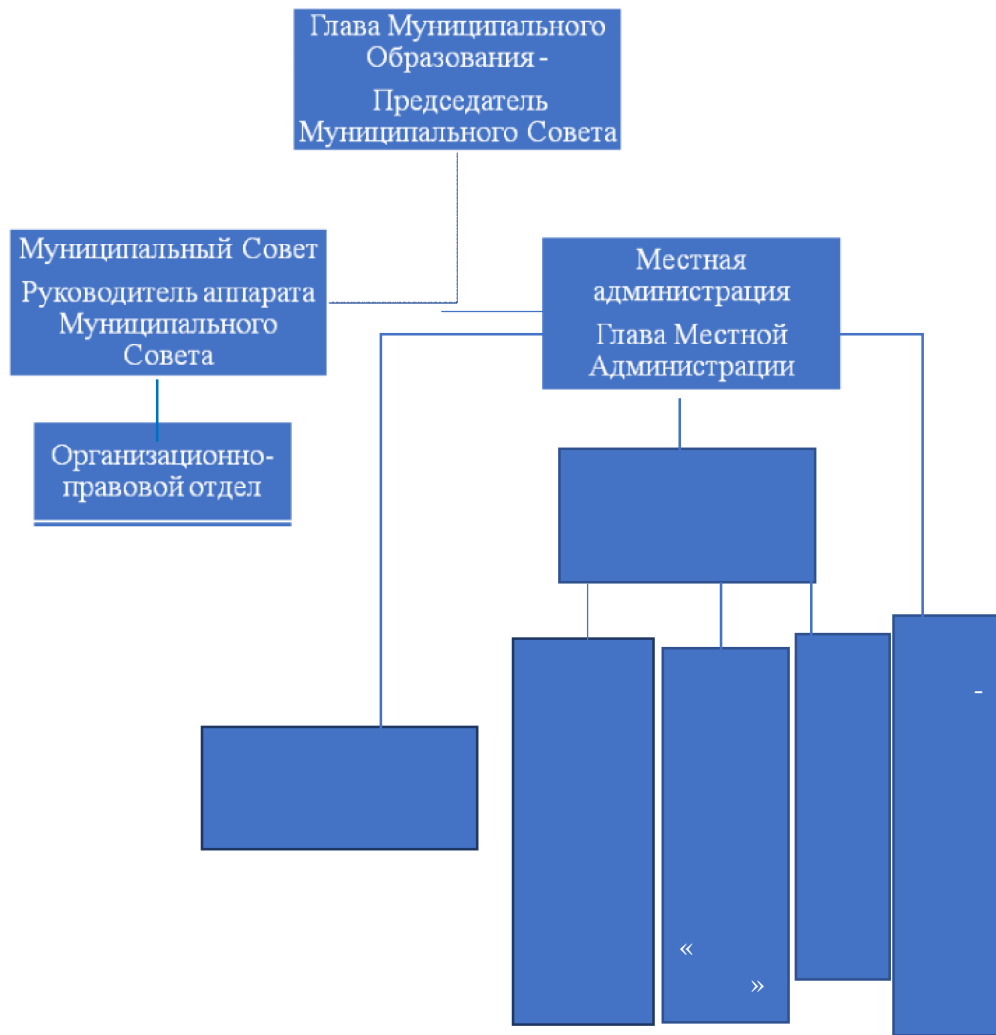 Глава Муниципального
Образования -
Председатель
Муниципального Совета
Муниципальный Совет
Руководитель аппарата
Муниципального
Совета
Местная
администрация
Глава Местной
Администрации
Организационно-
правовой отдел
-
«
»